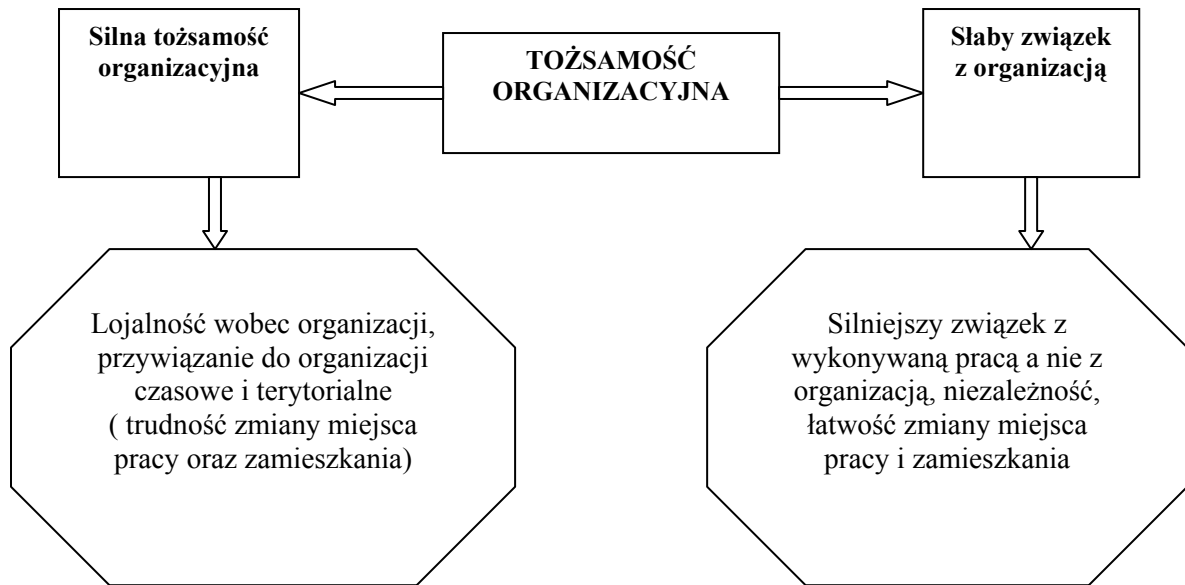 Silna tożsamość
organizacyjna
TOŻSAMOŚĆ
ORGANIZACYJNA
Słaby związek
z organizacją
Lojalność wobec organizacji,
przywiązanie do organizacji
czasowe i terytorialne
( trudność zmiany miejsca
pracy oraz zamieszkania)
Silniejszy związek z
wykonywaną pracą a nie z
organizacją, niezależność,
łatwość zmiany miejsca
pracy i zamieszkania